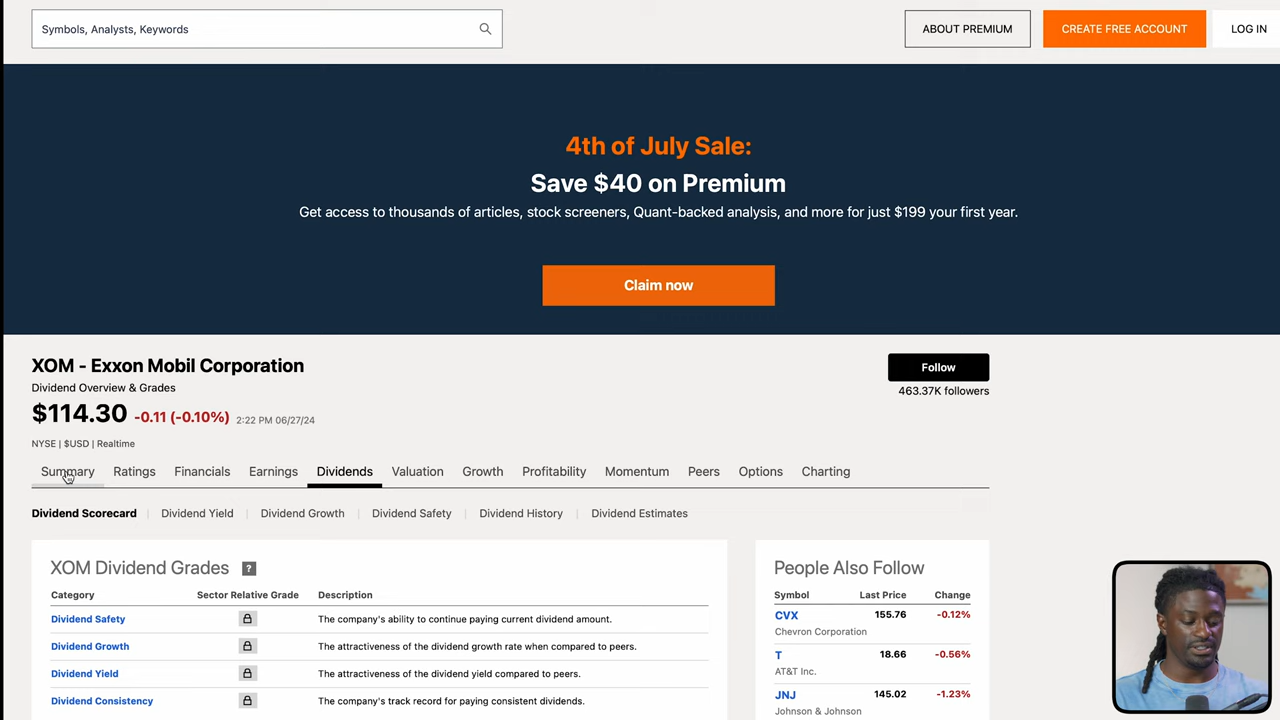 Symbols, Analysts, Keywords
ABOUT PREMIUM
CREATE FREE ACCOUNT
LOG IN
4th of July Sale:
Save $40 on Premium
Get access to thousands of articles, stock screeners, Quant-backed analysis, and more for just $199 your first year.
Claim now
XOM - Exxon Mobil Corporation
Follow
Dividend Overview & Grades
463.37K followers
$114.30 -0.11 (-0.10%) 2:22 PM 06/27/24
NYSE | $USD | Realtime
Summary Ratings Financials Earnings Dividends Valuation Growth Profitability Momentum Peers Options Charting
Dividend Scorecard | Dividend Yield | Dividend Growth | Dividend Safety | Dividend History | Dividend Estimates
XOM Dividend Grades ?
Category Sector Relative Grade Description
Dividend Safety The company's ability to continue paying current dividend amount.
Dividend Growth The attractiveness of the dividend growth rate when compared to peers.
Dividend Yield The attractiveness of the dividend yield compared to peers.
Dividend Consistency The company's track record for paying consistent dividends.
People Also Follow
Symbol Last Price Change
CVX 155.76 -0.12%
Chevron Corporation
T 18.66 -0.56%
AT&T Inc.
JNJ 145.02 -1.23%
Johnson & Johnson